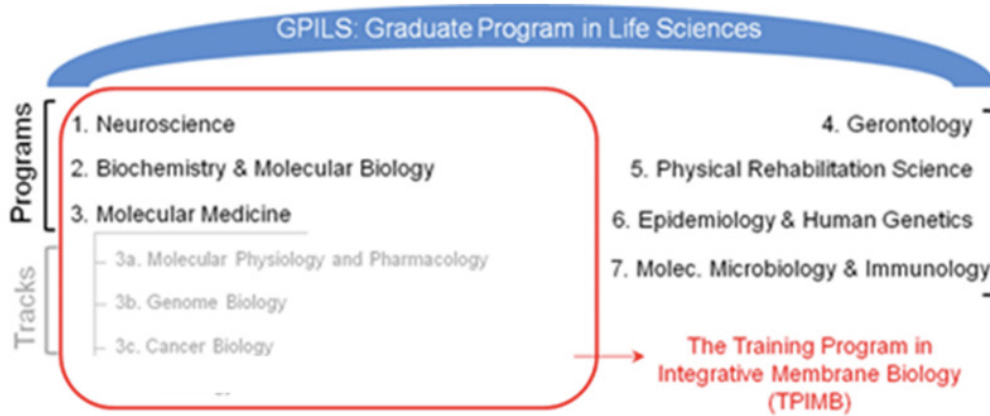 GPILS: Graduate Program in Life Sciences
Programs
1. Neuroscience
2. Biochemistry & Molecular Biology
3. Molecular Medicine
Tracks
3a. Molecular Physiology and Pharmacology
3b. Genome Biology
3c. Cancer Biology
4. Gerontology
5. Physical Rehabilitation Science
6. Epidemiology & Human Genetics
7. Molec. Microbiology & Immunology
The Training Program in
Integrative Membrane Biology
(TPIMB)